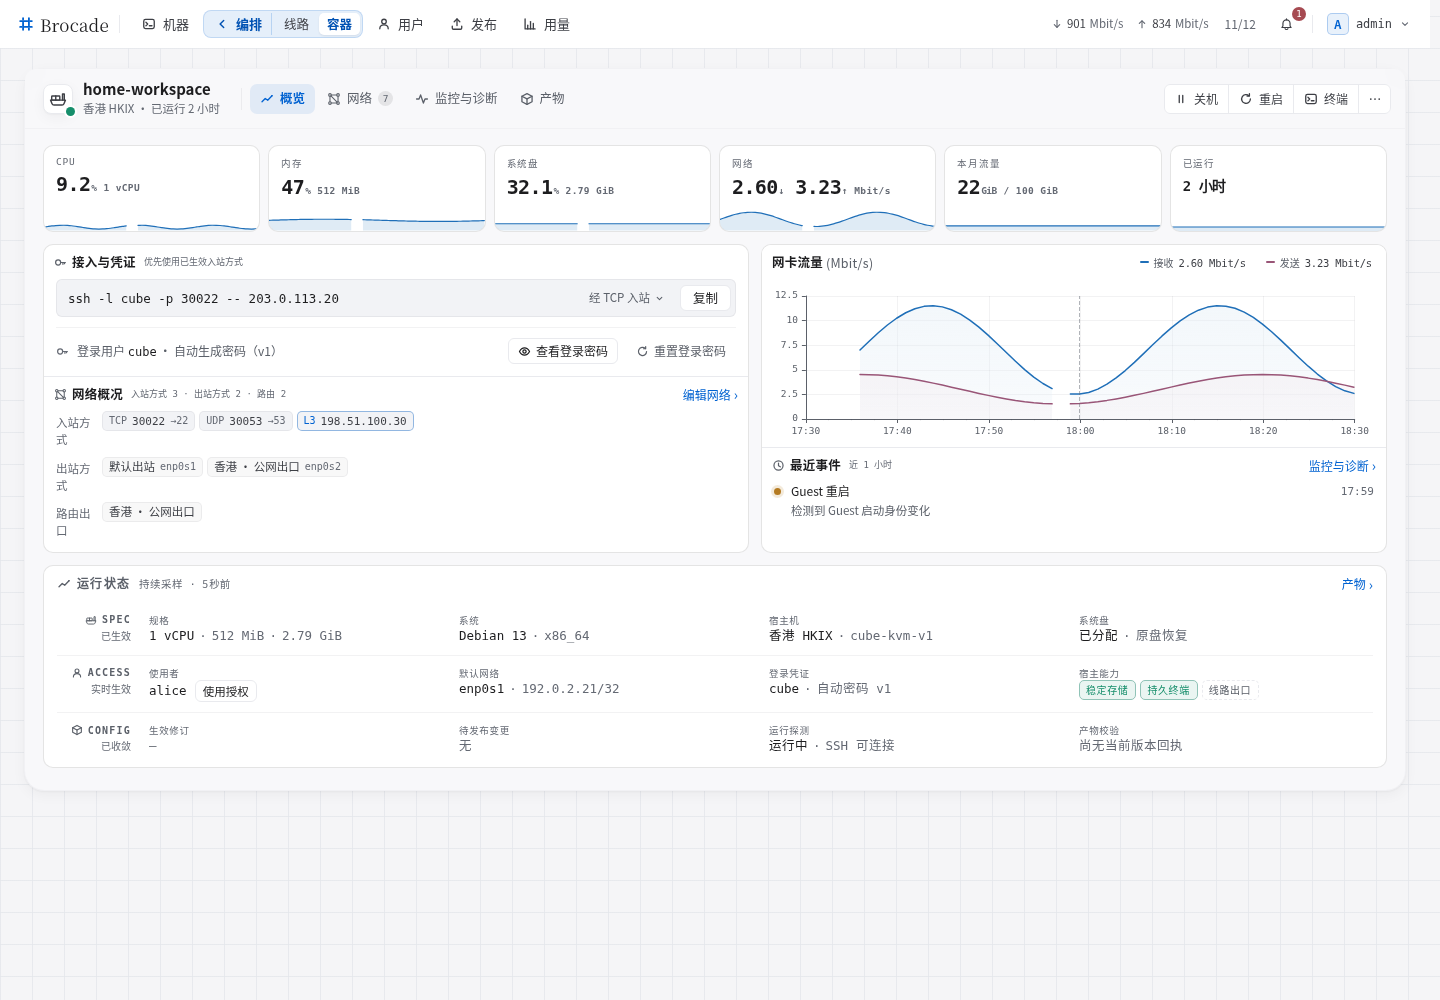 Brocade
机器
编排
线路
容器
用户
发布
用量
↓ 901 Mbit/s
↑ 834 Mbit/s
11/12
1
A
admin
home-workspace
香港 HKIX · 已运行 2 小时
概览
网络 7
监控与诊断
产物
关机
重启
终端
···
CPU
9.2% 1 vCPU
内存
47% 512 MiB
系统盘
32.1% 2.79 GiB
网络
2.60↓ 3.23↑ Mbit/s
本月流量
22GiB / 100 GiB
已运行
2 小时
接入与凭证 优先使用已生效入站方式
ssh -l cube -p 30022 -- 203.0.113.20
经 TCP 入站
复制
登录用户 cube · 自动生成密码（v1）
查看登录密码
重置登录密码
网络概况 入站方式 3 · 出站方式 2 · 路由 2
编辑网络 ›
入站方式
TCP 30022 →22
UDP 30053 →53
L3 198.51.100.30
出站方式
默认出站 enp0s1
香港 · 公网出口 enp0s2
路由出口
香港 · 公网出口
网卡流量 (Mbit/s)
接收 2.60 Mbit/s
发送 3.23 Mbit/s
12.5
10
7.5
5
2.5
0
17:30
17:40
17:50
18:00
18:10
18:20
18:30
最近事件 近 1 小时
监控与诊断 ›
Guest 重启
17:59
检测到 Guest 启动身份变化
运行状态 持续采样 · 5秒前
产物 ›
SPEC
已生效
规格
1 vCPU · 512 MiB · 2.79 GiB
系统
Debian 13 · x86_64
宿主机
香港 HKIX · cube-kvm-v1
系统盘
已分配 · 原盘恢复
ACCESS
实时生效
使用者
alice 使用授权
默认网络
enp0s1 · 192.0.2.21/32
登录凭证
cube · 自动密码 v1
宿主能力
稳定存储
持久终端
线路出口
CONFIG
已收敛
生效修订
—
待发布变更
无
运行探测
运行中 · SSH 可连接
产物校验
尚无当前版本回执